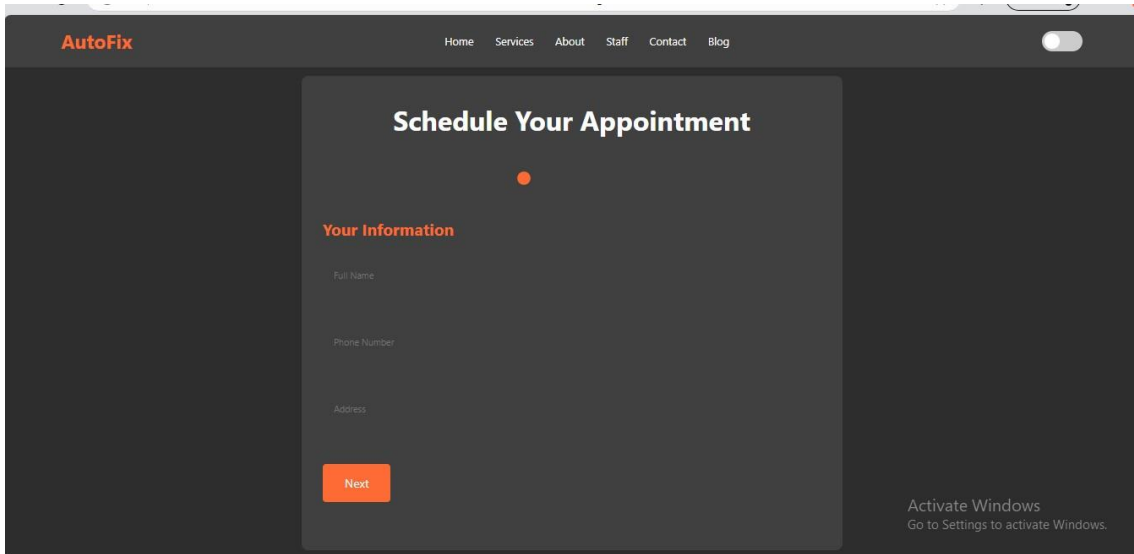 AutoFix
Home Services About Staff Contact Blog
Schedule Your Appointment
Your Information
Full Name
Phone Number
Address
Next
Activate Windows
Go to Settings to activate Windows.